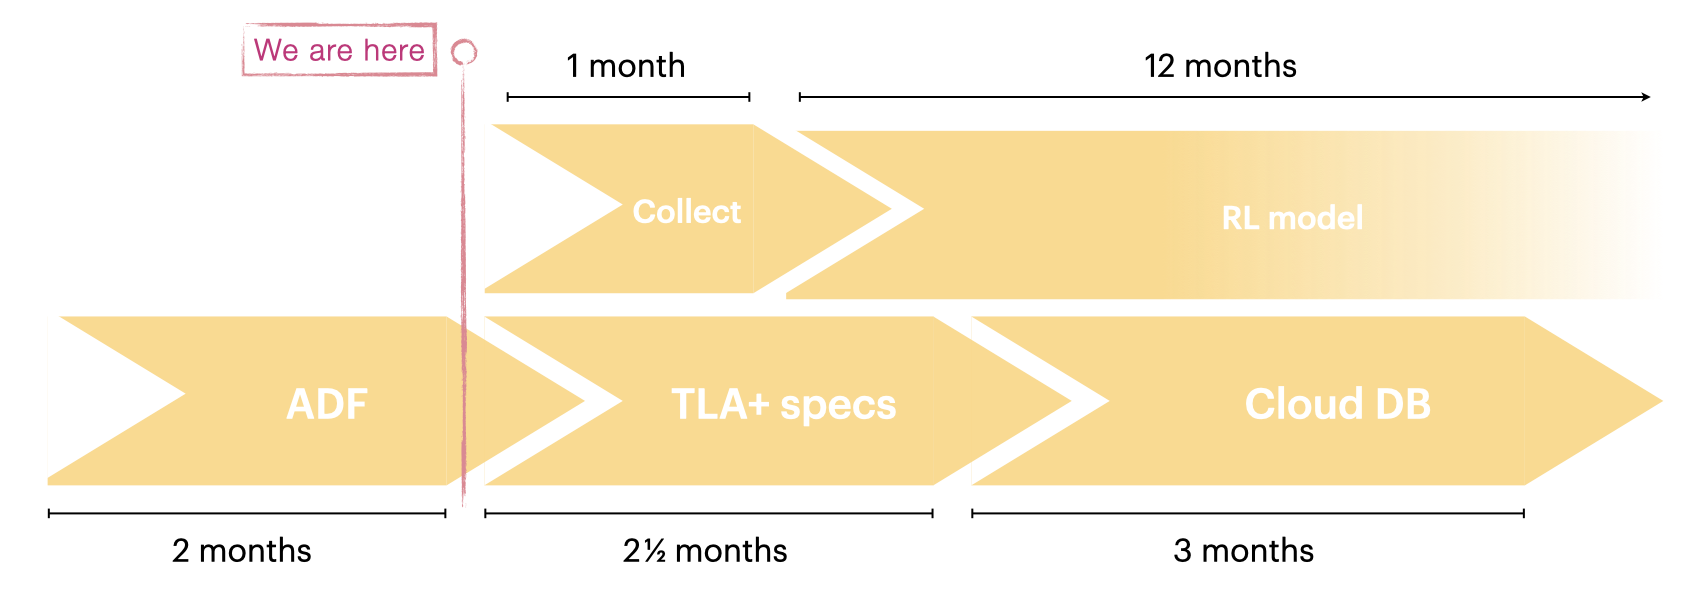 We are here
1 month
12 months
Collect
RL model
ADF
TLA+ specs
Cloud DB
2 months
2½ months
3 months